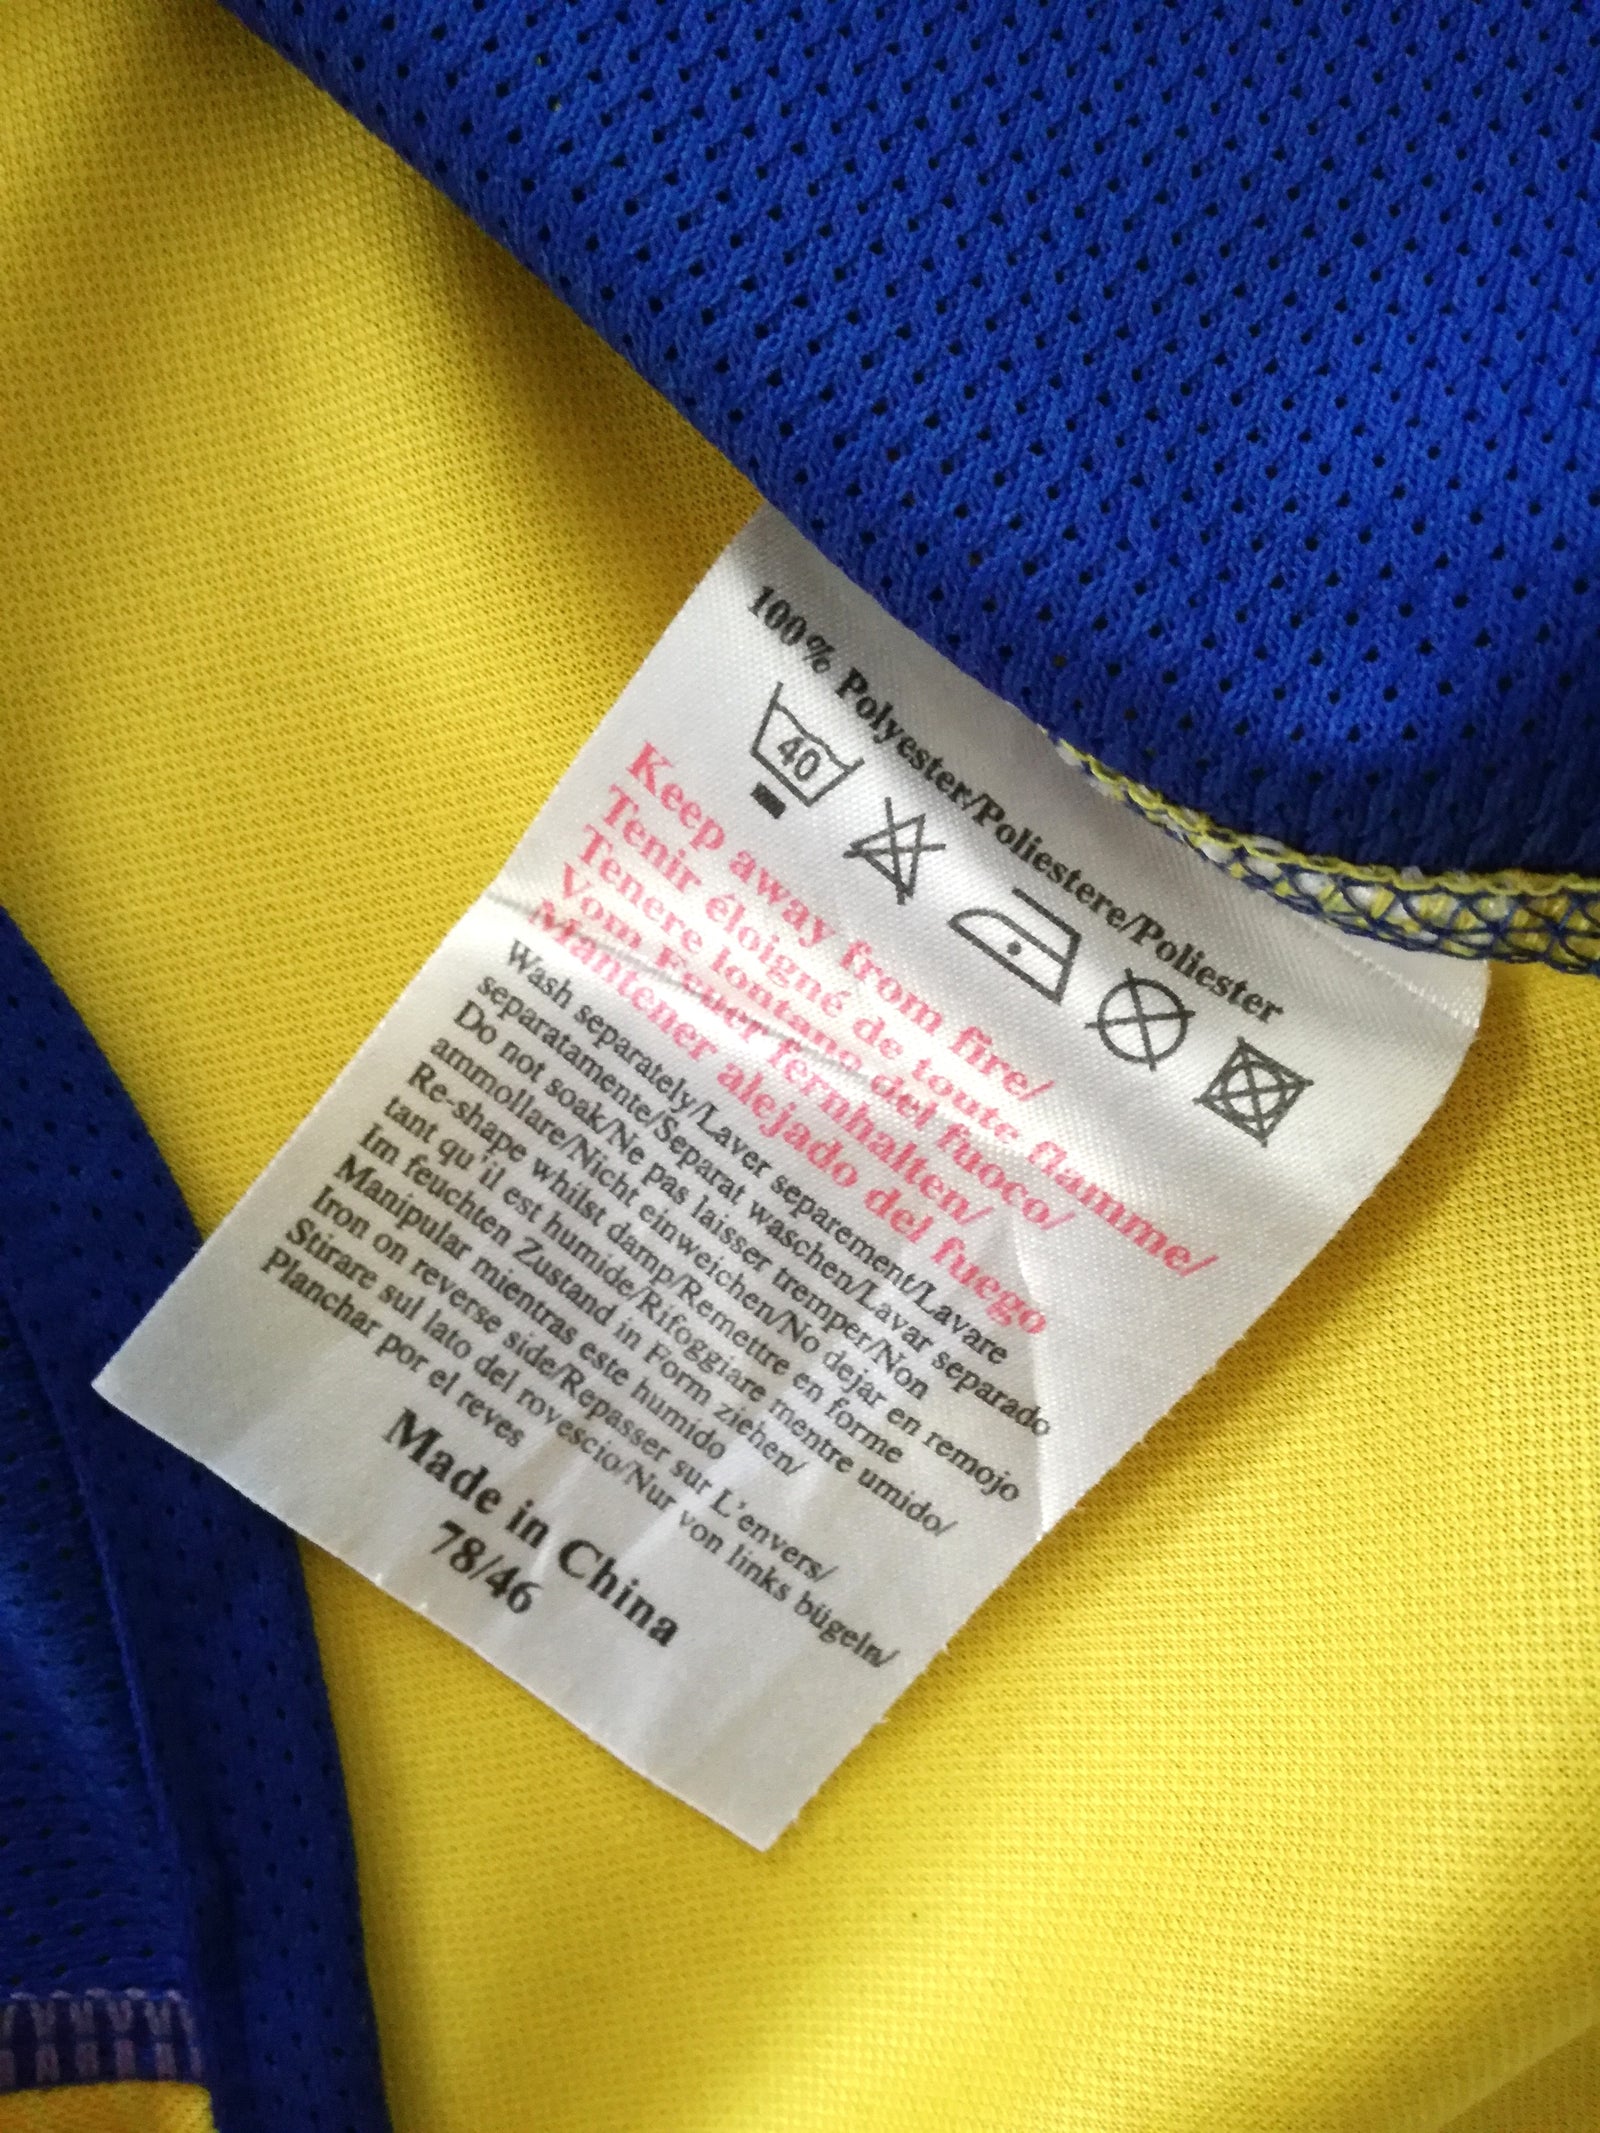 100% Polyester/Poliestere/Poliester
40
Keep away from fire/
Tenir éloigné de toute flamme/
Tenere lontano del fuoco/
Vom Feuer fernhalten/
Mantener alejado del fuego
Wash separately/Laver separement/Lavare
separatamente/Separat waschen/Lavar separado
Do not soak/Ne pas laisser tremper/Non
ammollare/Nicht einweichen/No dejar en remojo
Re-shape whilst damp/Remettre en forme
tant qu'il est humide/Rifoggiare mentre umido/
Im feuchten Zustand in Form ziehen/
Manipular mientras este humido
Iron on reverse side/Repasser sur L'envers/
Stirare sul lato del rovescio/Nur von links bügeln/
Planchar por el reves
Made in China
78/46